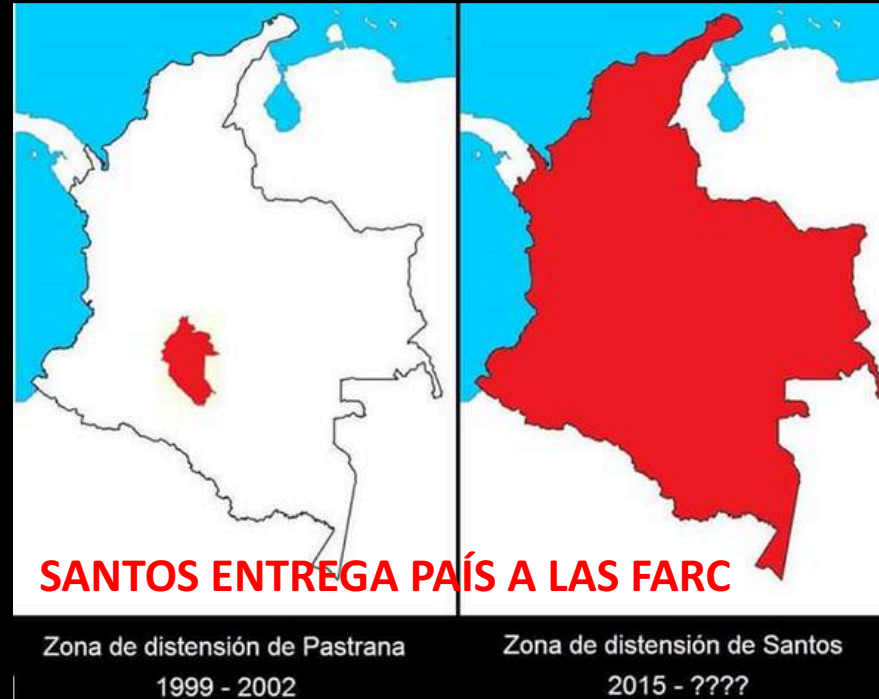 SANTOS ENTREGA PAÍS A LAS FARC
Zona de distensión de Pastrana
1999 - 2002
Zona de distensión de Santos
2015 - ????